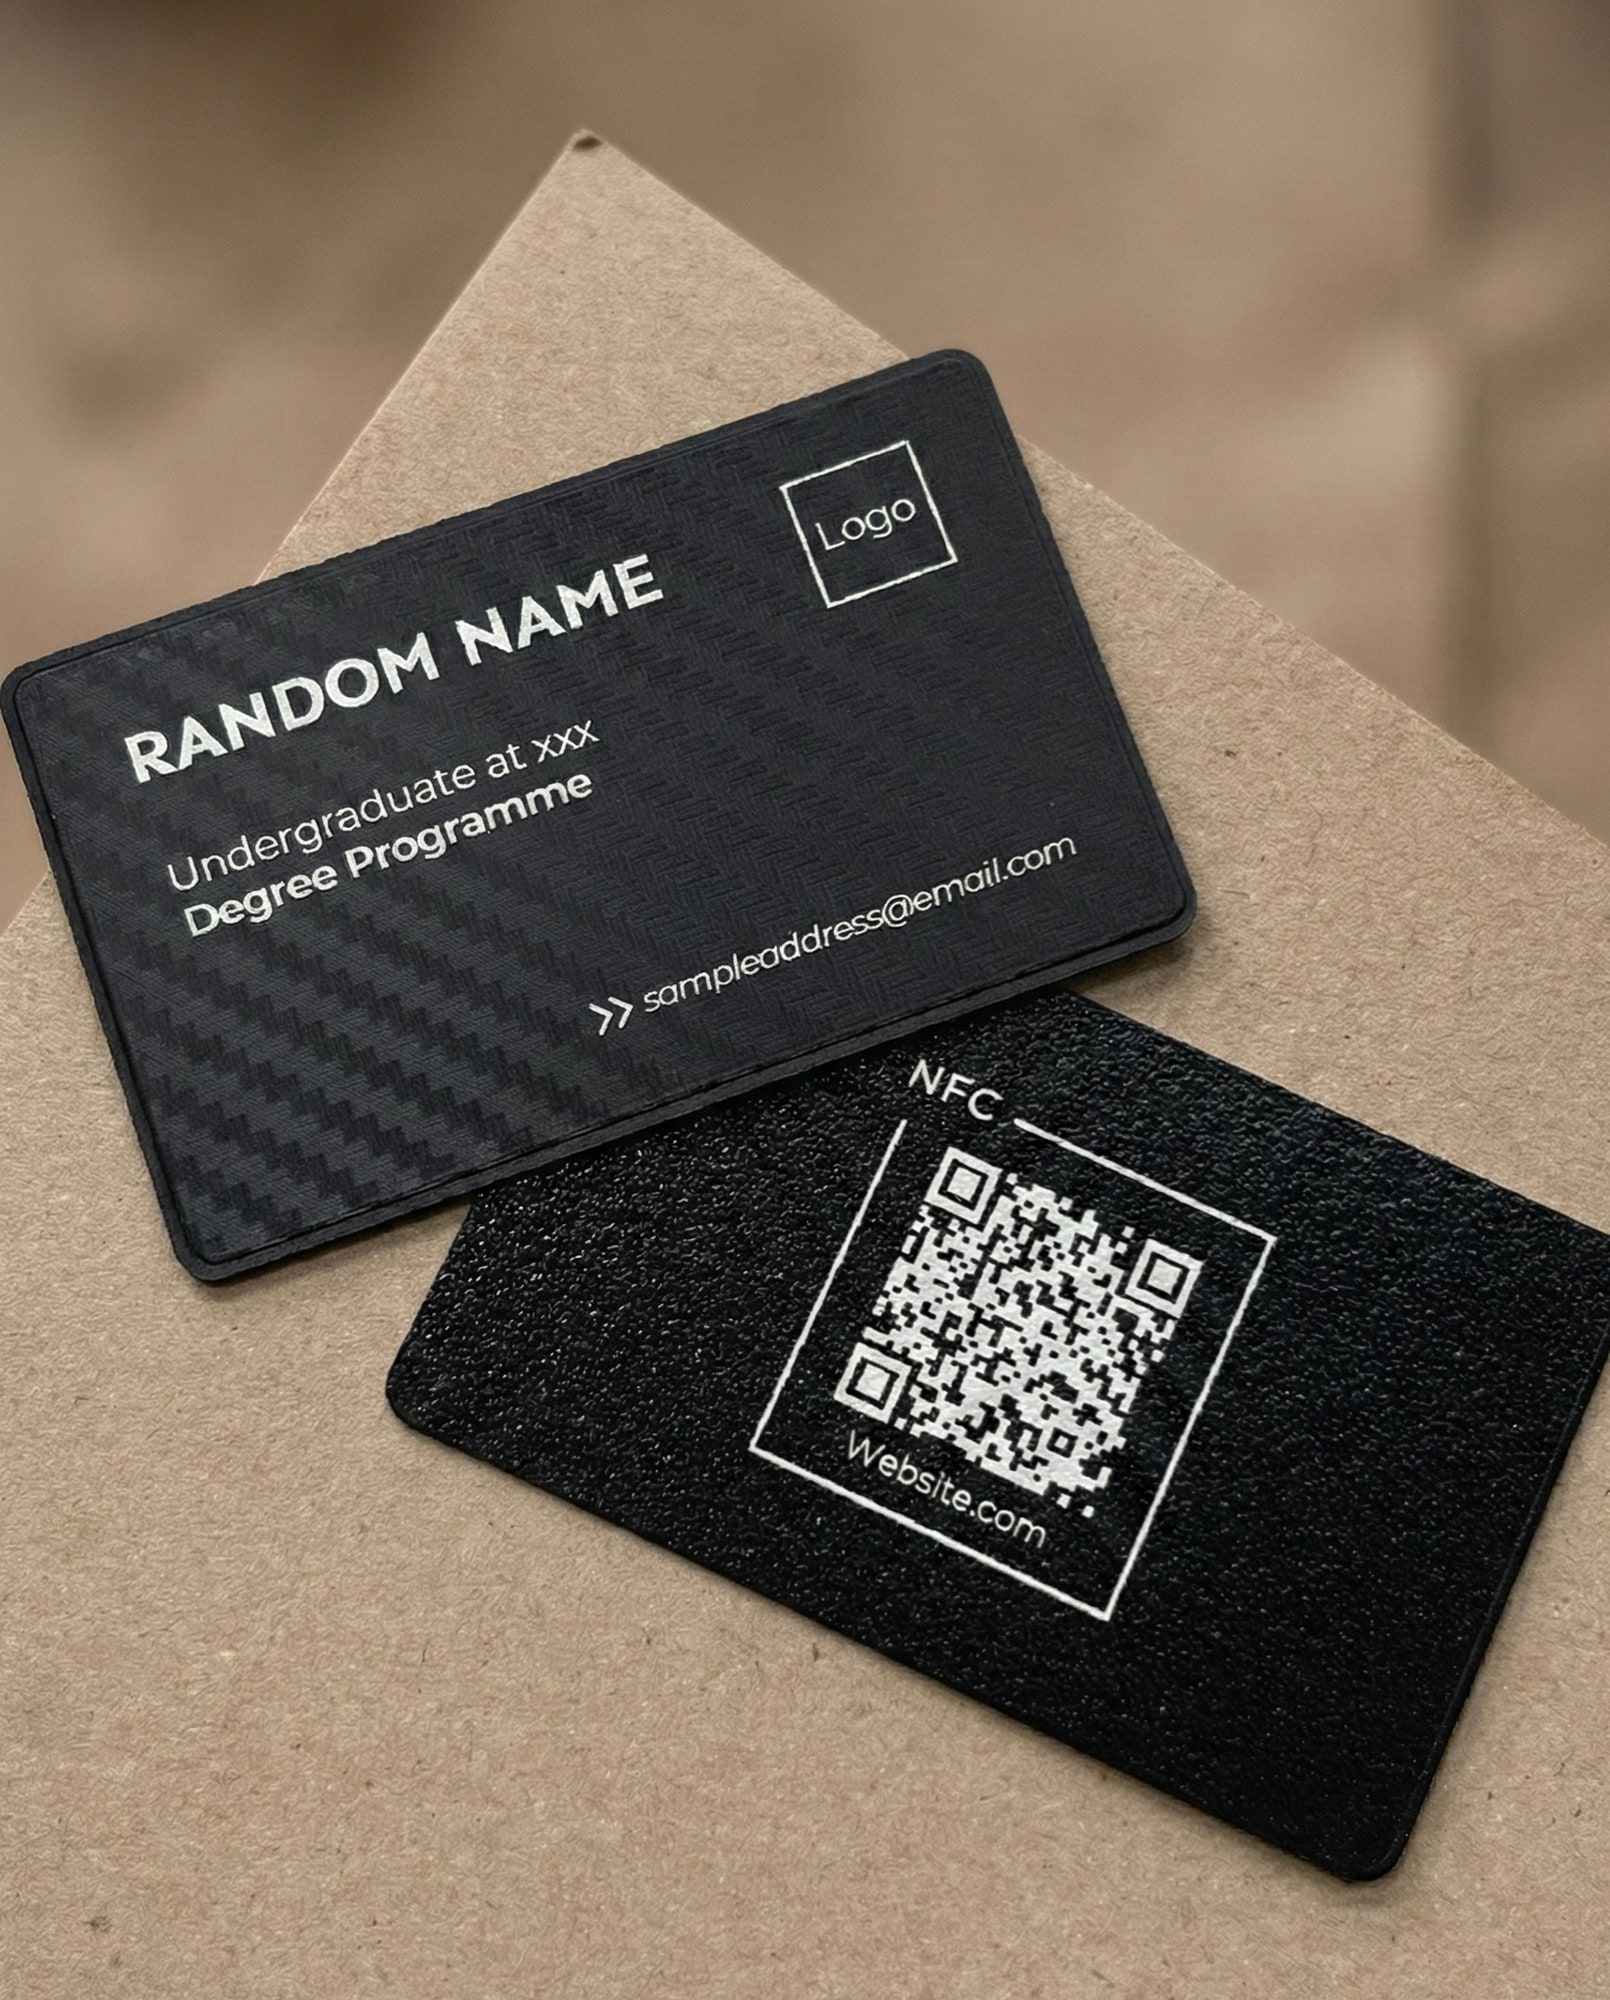 Logo
RANDOM NAME
Undergraduate at xxx
Degree Programme
>> sampleaddress@email.com
NFC
Website.com